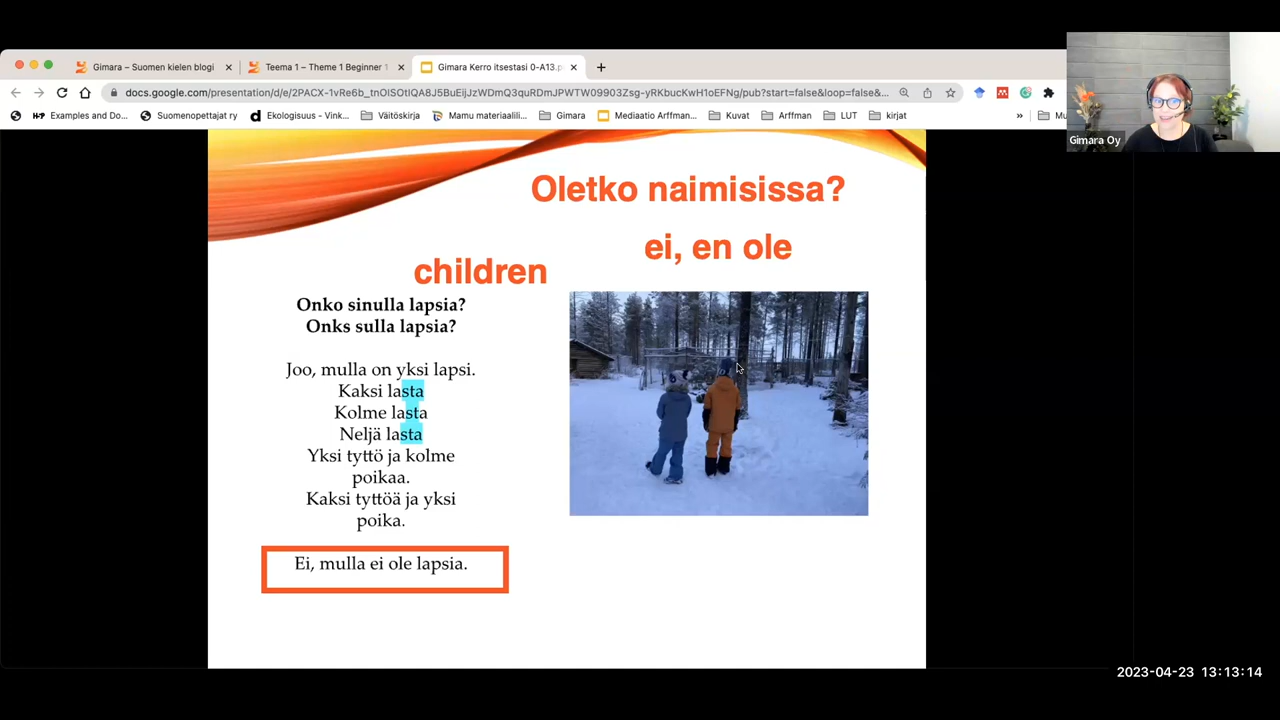 Gimara – Suomen kielen blogi
Teema 1 – Theme 1 Beginner 1
Gimara Kerro itsestasi 0-A13.p
docs.google.com/presentation/d/e/2PACX-1vRe6b_tnOlSOtIQA8J5BuEijJzWDmQ3quRDmJPWTW09903Zsg-yRKbucKwH1oEFNg/pub?start=false&loop=false&...
Examples and Do...
Suomenopettajat ry
Ekologisuus - Vink...
Väitöskirja
Mamu materiaalil...
Gimara
Mediaatio Arffman...
Kuvat
Arffman
LUT
kirjat
»
Mu
Gimara Oy
Oletko naimisissa?
ei, en ole
children
Onko sinulla lapsia?
Onks sulla lapsia?
Joo, mulla on yksi lapsi.
Kaksi lasta
Kolme lasta
Neljä lasta
Yksi tyttö ja kolme
poikaa.
Kaksi tyttöä ja yksi
poika.
Ei, mulla ei ole lapsia.
2023-04-23 13:13:14